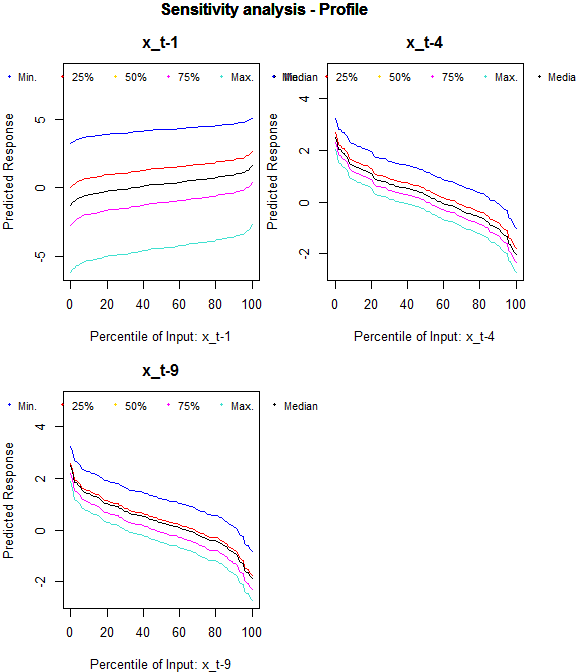 Sensitivity analysis - Profile
x_t-1
Min. 25% 50% 75% Max. Median
Predicted Response
5
0
-5
0 20 40 60 80 100
Percentile of Input: x_t-1
x_t-4
25% 50% 75% Max. Media
Predicted Response
4
2
0
-2
0 20 40 60 80 100
Percentile of Input: x_t-4
x_t-9
Min. 25% 50% 75% Max. Median
Predicted Response
4
2
0
-2
0 20 40 60 80 100
Percentile of Input: x_t-9